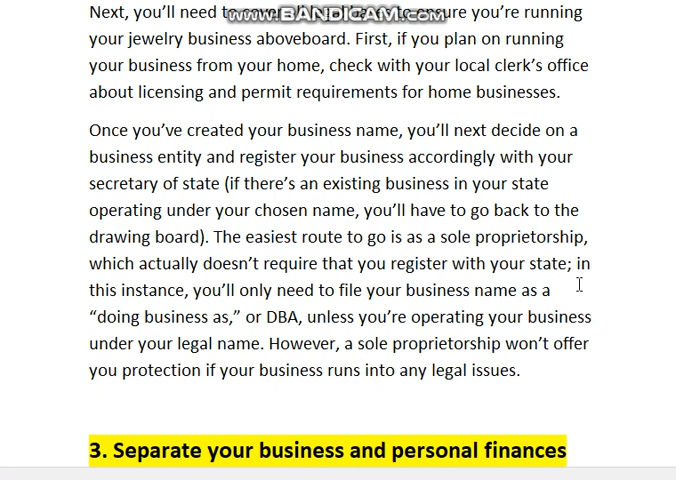 Next, you’ll need to cover all legal bases to ensure you’re running
www.BANDICAM.com
your jewelry business aboveboard. First, if you plan on running
your business from your home, check with your local clerk’s office
about licensing and permit requirements for home businesses.
Once you’ve created your business name, you’ll next decide on a
business entity and register your business accordingly with your
secretary of state (if there’s an existing business in your state
operating under your chosen name, you’ll have to go back to the
drawing board). The easiest route to go is as a sole proprietorship,
which actually doesn’t require that you register with your state; in
this instance, you’ll only need to file your business name as a
“doing business as,” or DBA, unless you’re operating your business
under your legal name. However, a sole proprietorship won’t offer
you protection if your business runs into any legal issues.
3. Separate your business and personal finances